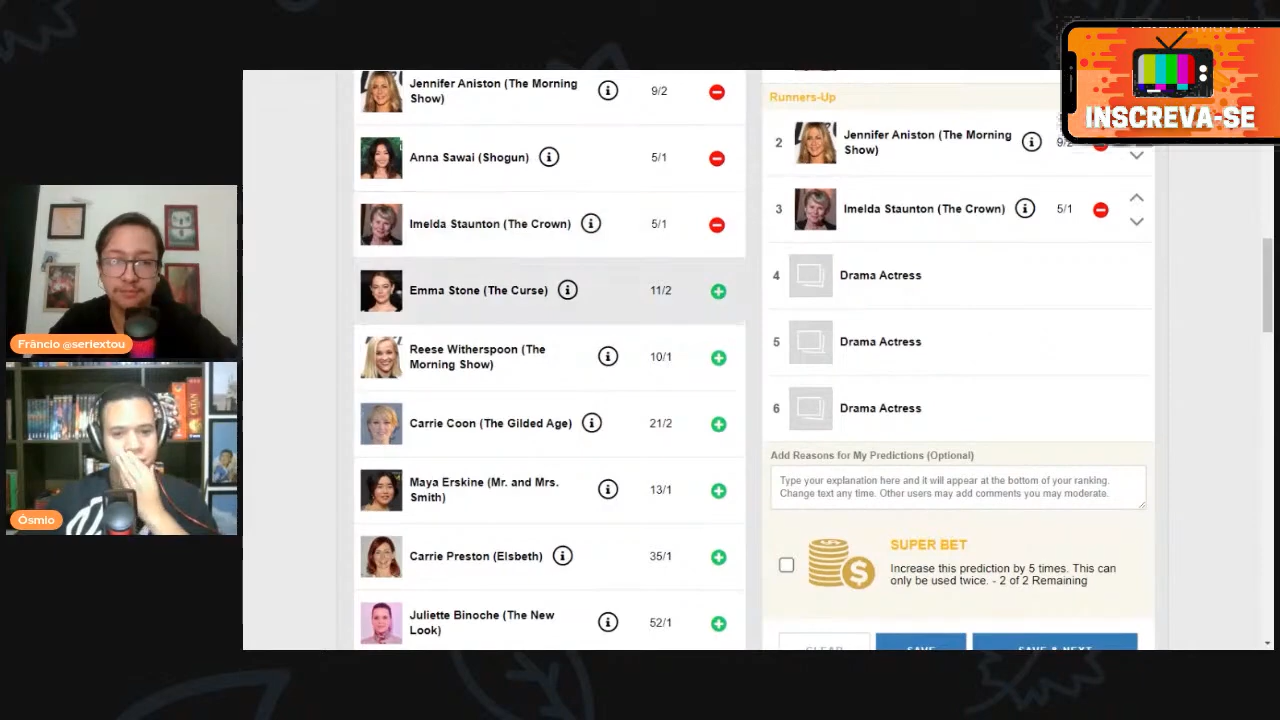 INSCREVA-SE
Jennifer Aniston (The Morning
Show)
9/2
Anna Sawai (Shogun)
5/1
Imelda Staunton (The Crown)
5/1
Emma Stone (The Curse)
11/2
Reese Witherspoon (The
Morning Show)
10/1
Carrie Coon (The Gilded Age)
21/2
Maya Erskine (Mr. and Mrs.
Smith)
13/1
Carrie Preston (Elsbeth)
35/1
Juliette Binoche (The New
Look)
52/1
Runners-Up
2
Jennifer Aniston (The Morning
Show)
9/2
3
Imelda Staunton (The Crown)
5/1
4
Drama Actress
5
Drama Actress
6
Drama Actress
Add Reasons for My Predictions (Optional)
Type your explanation here and it will appear at the bottom of your ranking.
Change text any time. Other users may add comments you may moderate.
SUPER BET
Increase this prediction by 5 times. This can
only be used twice. - 2 of 2 Remaining
CLEAR
SAVE
SAVE & NEXT
Frâncio @seriextou
Ósmio
CATAN